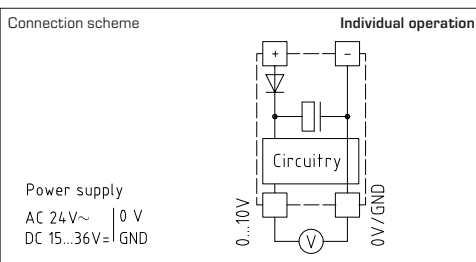 Connection scheme
Individual operation
+ −
Circuitry
Power supply
AC 24V~ 0 V
DC 15...36V= GND
0...10V
0V/GND
V